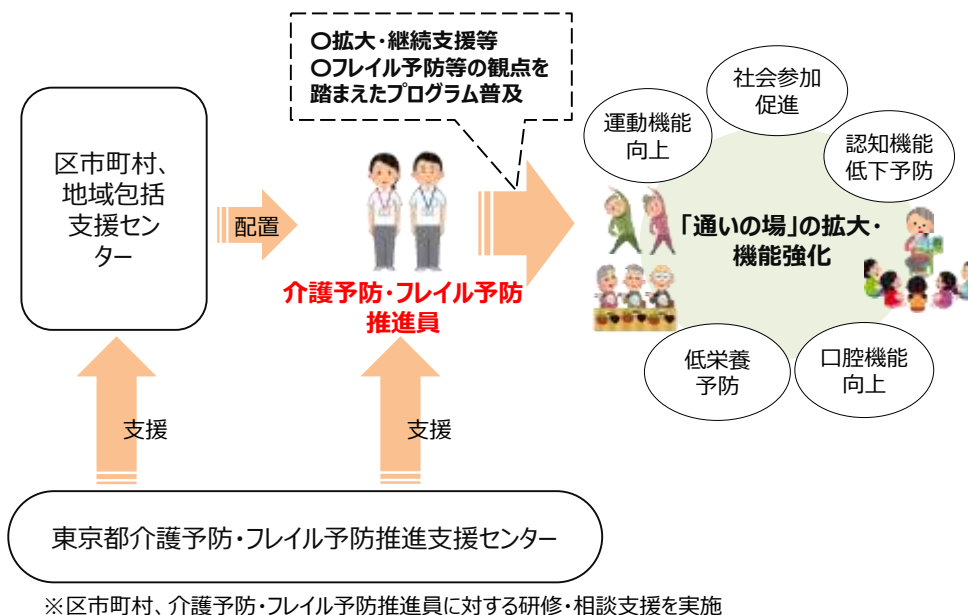 〇拡大・継続支援等
〇フレイル予防等の観点を
踏まえたプログラム普及
社会参加
促進
運動機能
向上
認知機能
低下予防
区市町村、
地域包括
支援セン
ター
配置
「通いの場」の拡大・
機能強化
介護予防・フレイル予防
推進員
低栄養
予防
口腔機能
向上
支援
支援
東京都介護予防・フレイル予防推進支援センター
※区市町村、介護予防・フレイル予防推進員に対する研修・相談支援を実施